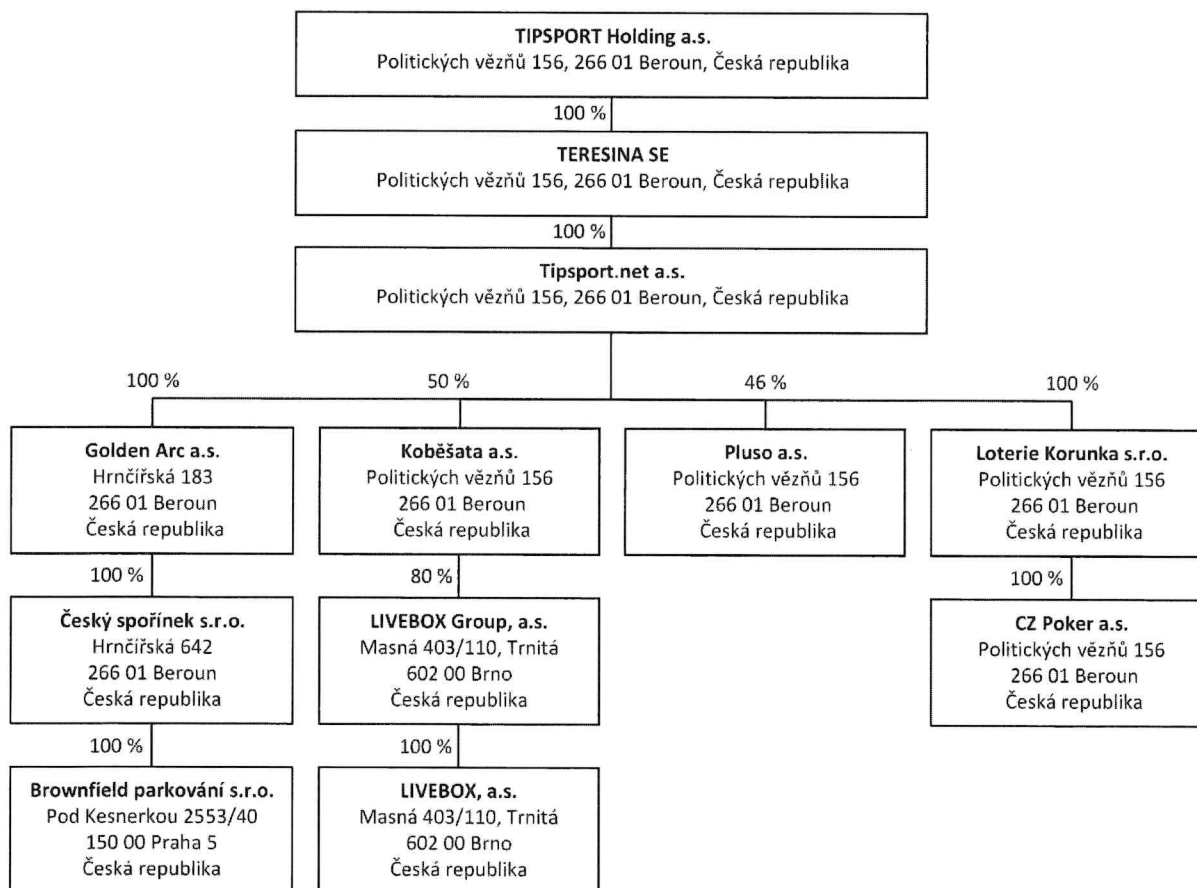 TIPSPORT Holding a.s.
Politických vězňů 156, 266 01 Beroun, Česká republika
100 %
TERESINA SE
Politických vězňů 156, 266 01 Beroun, Česká republika
100 %
Tipsport.net a.s.
Politických vězňů 156, 266 01 Beroun, Česká republika
100 %
50 %
46 %
100 %
Golden Arc a.s.
Hrnčířská 183
266 01 Beroun
Česká republika
Koběšata a.s.
Politických vězňů 156
266 01 Beroun
Česká republika
Pluso a.s.
Politických vězňů 156
266 01 Beroun
Česká republika
Loterie Korunka s.r.o.
Politických vězňů 156
266 01 Beroun
Česká republika
100 %
80 %
100 %
Český spořínek s.r.o.
Hrnčířská 642
266 01 Beroun
Česká republika
LIVEBOX Group, a.s.
Masná 403/110, Trnitá
602 00 Brno
Česká republika
CZ Poker a.s.
Politických vězňů 156
266 01 Beroun
Česká republika
100 %
100 %
Brownfield parkování s.r.o.
Pod Kesnerkou 2553/40
150 00 Praha 5
Česká republika
LIVEBOX, a.s.
Masná 403/110, Trnitá
602 00 Brno
Česká republika